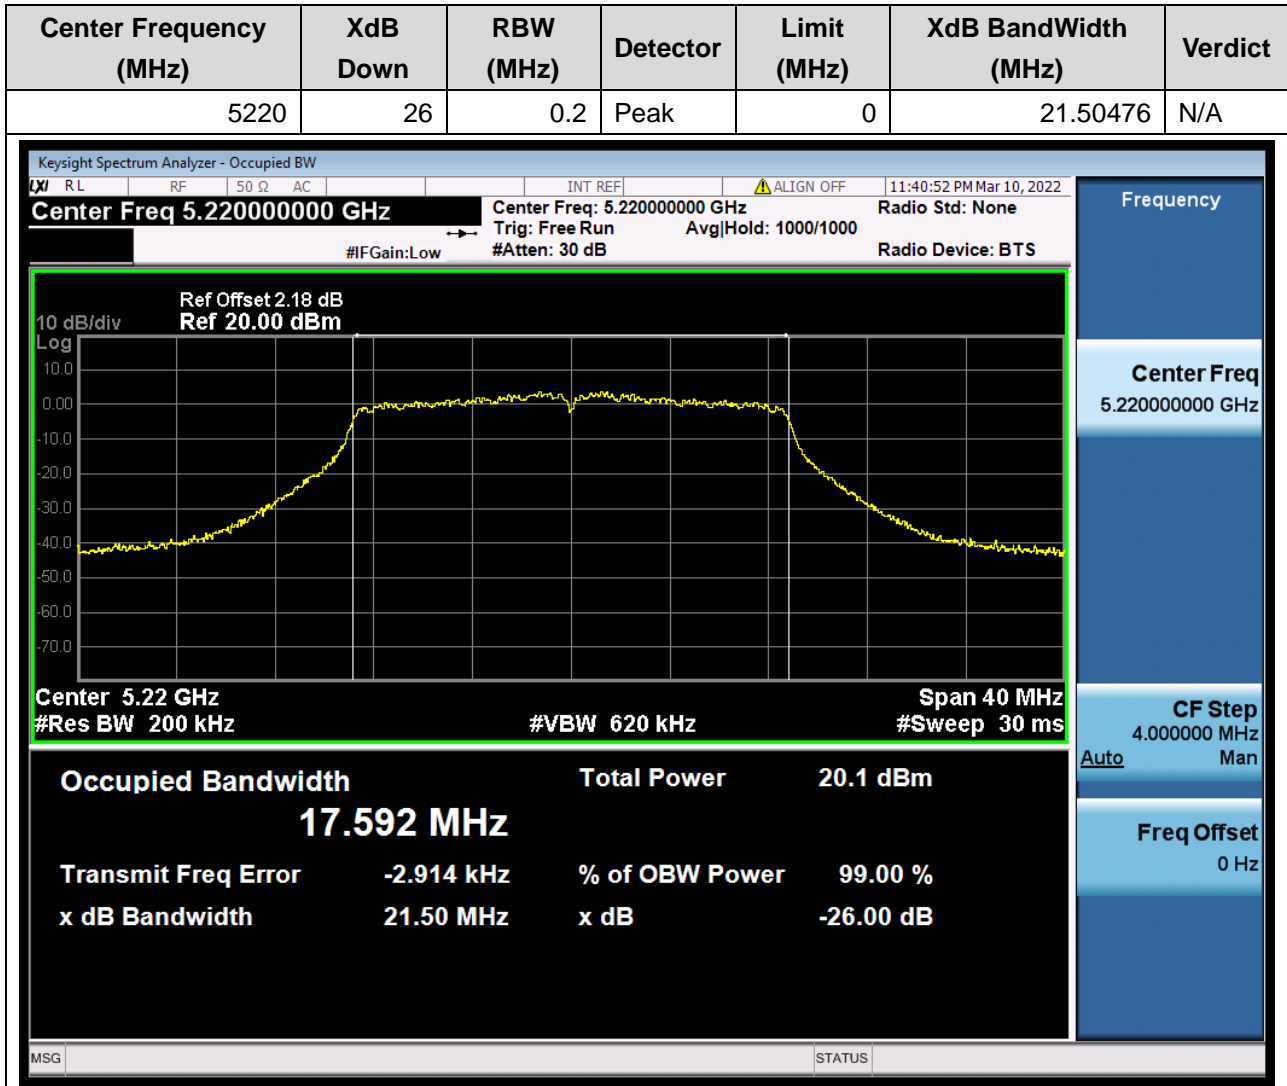 Center Frequency (MHz) XdB Down RBW (MHz) Detector Limit (MHz) XdB BandWidth (MHz) Verdict
5220 26 0.2 Peak 0 21.50476 N/A
Keysight Spectrum Analyzer - Occupied BW
LXI RL RF 50 Ω AC INT REF ALIGN OFF 11:40:52 PM Mar 10, 2022
Center Freq 5.220000000 GHz Center Freq: 5.220000000 GHz Radio Std: None
Trig: Free Run Avg|Hold: 1000/1000
#IFGain:Low #Atten: 30 dB Radio Device: BTS
Ref Offset 2.18 dB
10 dB/div Ref 20.00 dBm
Log
10.0
0.00
-10.0
-20.0
-30.0
-40.0
-50.0
-60.0
-70.0
Center 5.22 GHz Span 40 MHz
#Res BW 200 kHz #VBW 620 kHz #Sweep 30 ms
Occupied Bandwidth Total Power 20.1 dBm
17.592 MHz
Transmit Freq Error -2.914 kHz % of OBW Power 99.00 %
x dB Bandwidth 21.50 MHz x dB -26.00 dB
MSG STATUS
Frequency
Center Freq
5.220000000 GHz
CF Step
4.000000 MHz
Auto Man
Freq Offset
0 Hz